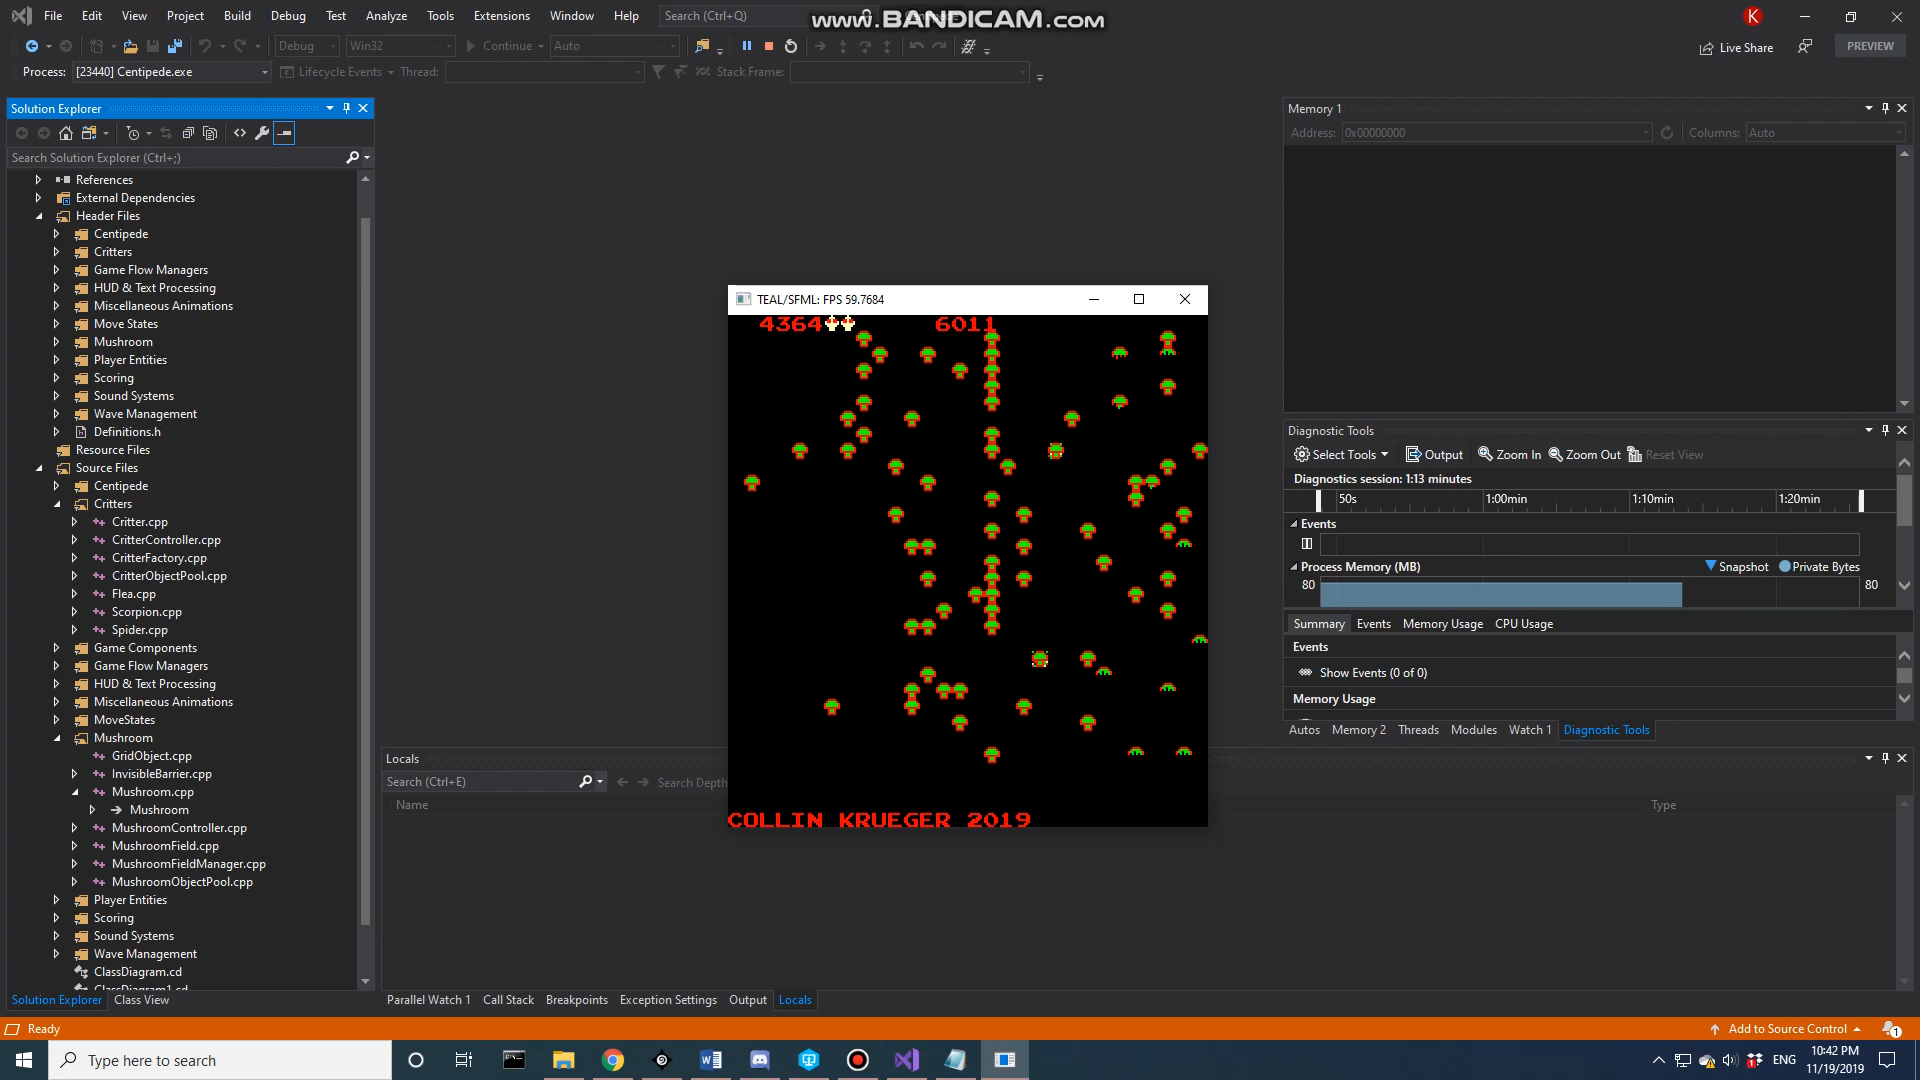 File Edit View Project Build Debug Test Analyze Tools Extensions Window Help Search (Ctrl+Q)
www.BANDICAM.com
K
Debug Win32 Continue Auto Live Share PREVIEW
Process: [23440] Centipede.exe Lifecycle Events Thread: Stack Frame:
Solution Explorer
Search Solution Explorer (Ctrl+;)
References
External Dependencies
Header Files
Centipede
Critters
Game Flow Managers
HUD & Text Processing
Miscellaneous Animations
Move States
Mushroom
Player Entities
Scoring
Sound Systems
Wave Management
Definitions.h
Resource Files
Source Files
Centipede
Critters
Critter.cpp
CritterController.cpp
CritterFactory.cpp
CritterObjectPool.cpp
Flea.cpp
Scorpion.cpp
Spider.cpp
Game Components
Game Flow Managers
HUD & Text Processing
Miscellaneous Animations
MoveStates
Mushroom
GridObject.cpp
InvisibleBarrier.cpp
Mushroom.cpp
Mushroom
MushroomController.cpp
MushroomField.cpp
MushroomFieldManager.cpp
MushroomObjectPool.cpp
Player Entities
Scoring
Sound Systems
Wave Management
ClassDiagram.cd
ClassDiagram1.cd
Solution Explorer Class View
TEAL/SFML: FPS 59.7684
4364 6011
COLLIN KRUEGER 2019
Locals
Search (Ctrl+E) Search Depth
Name Type
Parallel Watch 1 Call Stack Breakpoints Exception Settings Output Locals
Memory 1
Address: 0x00000000 Columns: Auto
Diagnostic Tools
Select Tools Output Zoom In Zoom Out Reset View
Diagnostics session: 1:13 minutes
50s 1:00min 1:10min 1:20min
Events
Process Memory (MB) Snapshot Private Bytes
80 80
Summary Events Memory Usage CPU Usage
Events
Show Events (0 of 0)
Memory Usage
Autos Memory 2 Threads Modules Watch 1 Diagnostic Tools
Ready Add to Source Control 1
Type here to search ENG 10:42 PM
11/19/2019